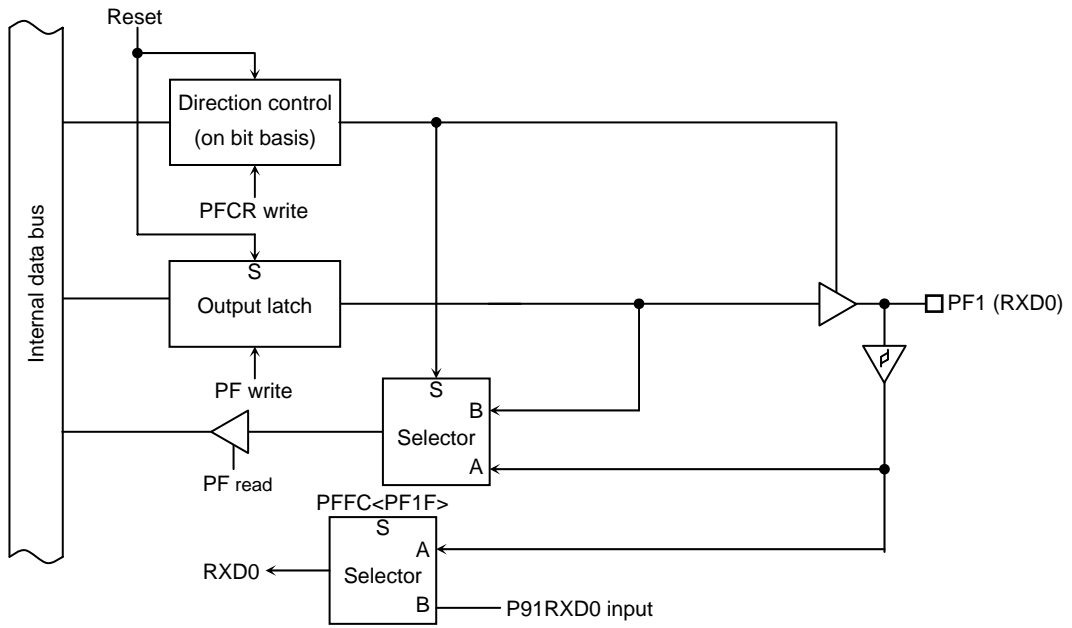 Reset
Direction control
(on bit basis)
PFCR write
Internal data bus
S
Output latch
PF1 (RXD0)
PF write
S
B
Selector
A
PF read
PFFC<PF1F>
S
A
RXD0
Selector
B
P91RXD0 input